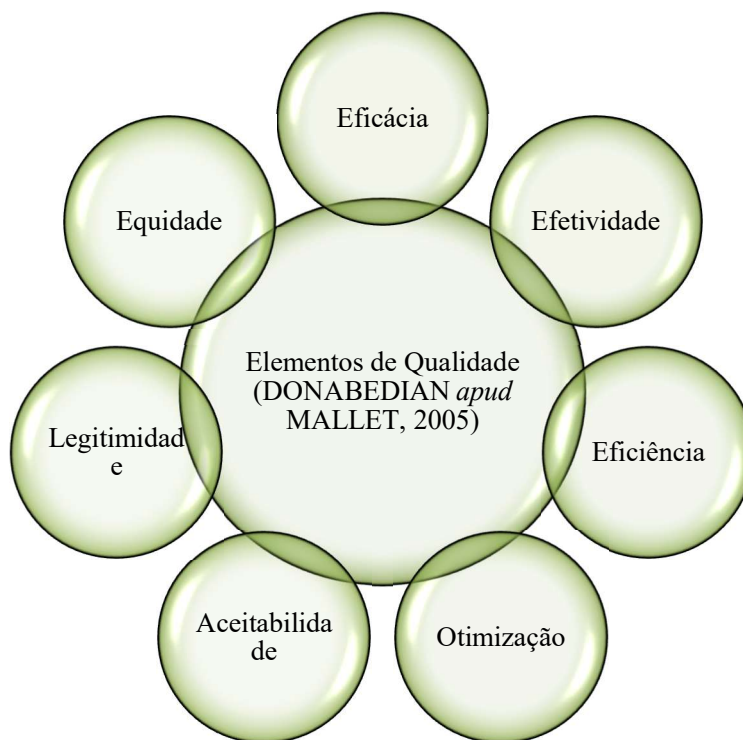 Eficácia
Equidade
Efetividade
Elementos de Qualidade
(DONABEDIAN apud
MALLET, 2005)
Legitimidad
e
Eficiência
Aceitabilida
de
Otimização